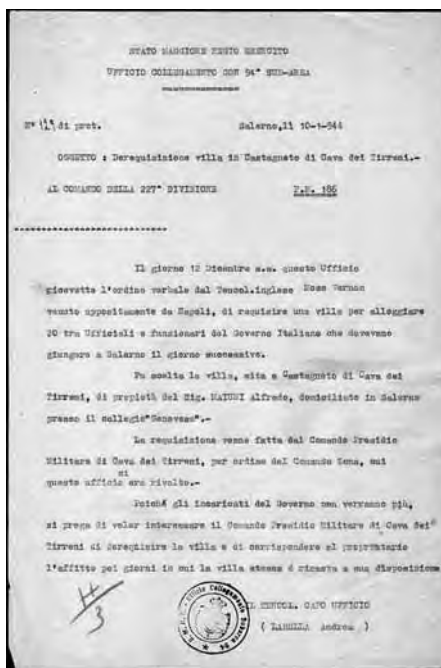 STATO MAGGIORE REGIO ESERCITO
UFFICIO COLLEGAMENTO CON 94° SUB-AREA
N° di prot. Salerno,li 10-1-944
OGGETTO : Derequisizione villa in Castagneto di Cava dei Tirreni.-
AL COMANDO DELLA 227° DIVISIONE P.M. 186
Il giorno 12 Dicembre a.s. questo Ufficio
ricevette l'ordine verbale dal Tencol.inglese Rose Vernon
venuto appositamente da Napoli, di requisire una villa per alloggiare
20 tra Ufficiali e funzionari del Governo Italiano che dovevano
giungere a Salerno il giorno successivo.
Fu scelta la villa, sita a Castagneto di Cava dei
Tirreni, di propietà del Sig. Alfredo, domiciliato in Salerno
presso il collegio"Genovese".-
La requisizione venne fatta dal Comando Presidio
Militare di Cava dei Tirreni, per ordine del Comando Zona, cui
si
questo ufficio era rivolto.-
Poichè gli incaricati del Governo non verranno più,
si prega di voler interessare il Comando Presidio Militare di Cava dei
Tirreni di derequisire la villa e di corrispondere al proprietario
l'affitto pei giorni in cui la villa stessa è rimasta a sua disposizione
IL TENCOL. CAPO UFFICIO
( Andrea )